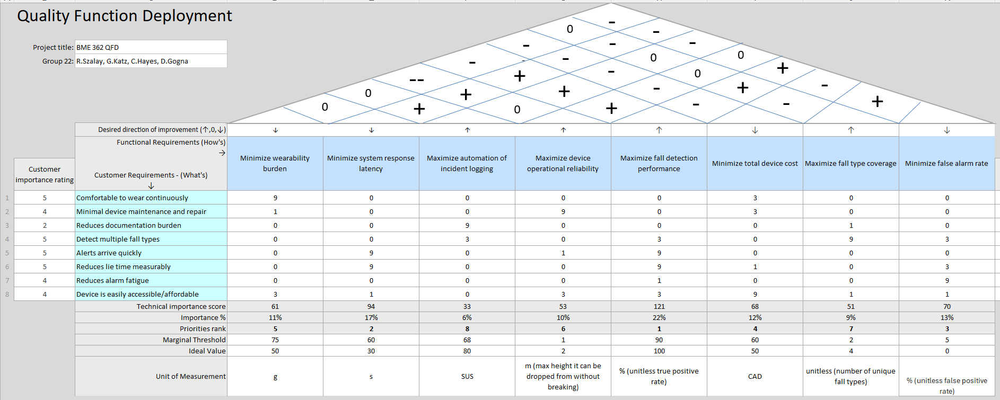 Quality Function Deployment
Project title: BME 362 QFD
Group 22: R.Szalay, G.Katz, C.Hayes, D.Gogna
0 -
- - -
- - - 0 0
-- + - 0 +
0 + + - + -
0 + 0 + - - +
Desired direction of improvement (↑,0,↓) ↓ ↓ ↑ ↑ ↑ ↓ ↑ ↓
Functional Requirements (How's)
→
Customer Requirements - (What's)
↓
Customer
importance rating
Minimize wearability
burden
Minimize system response
latency
Maximize automation of
incident logging
Maximize device
operational reliability
Maximize fall detection
performance
Minimize total device cost
Maximize fall type coverage
Minimize false alarm rate
1 5 Comfortable to wear continuously 9 0 0 0 0 3 0 0
2 4 Minimal device maintenance and repair 1 0 0 9 0 3 0 0
3 2 Reduces documentation burden 0 0 9 0 0 0 1 0
4 5 Detect multiple fall types 0 0 3 0 3 0 9 3
5 5 Alerts arrive quickly 0 9 0 1 9 0 0 0
6 5 Reduces lie time measurably 0 9 0 0 9 1 0 3
7 4 Reduces alarm fatigue 0 0 0 0 1 0 0 9
8 4 Device is easily accessible/affordable 3 1 0 3 3 9 1 1
Technical importance score 61 94 33 53 121 68 51 70
Importance % 11% 17% 6% 10% 22% 12% 9% 13%
Priorities rank 5 2 8 6 1 4 7 3
Marginal Threshold 75 60 68 1 90 60 2 5
Ideal Value 50 30 80 2 100 50 4 0
Unit of Measurement
g
s
SUS
m (max height it can be
dropped from without
breaking)
% (unitless true positive
rate)
CAD
unitless (number of unique
fall types)
% (unitless false positive
rate)